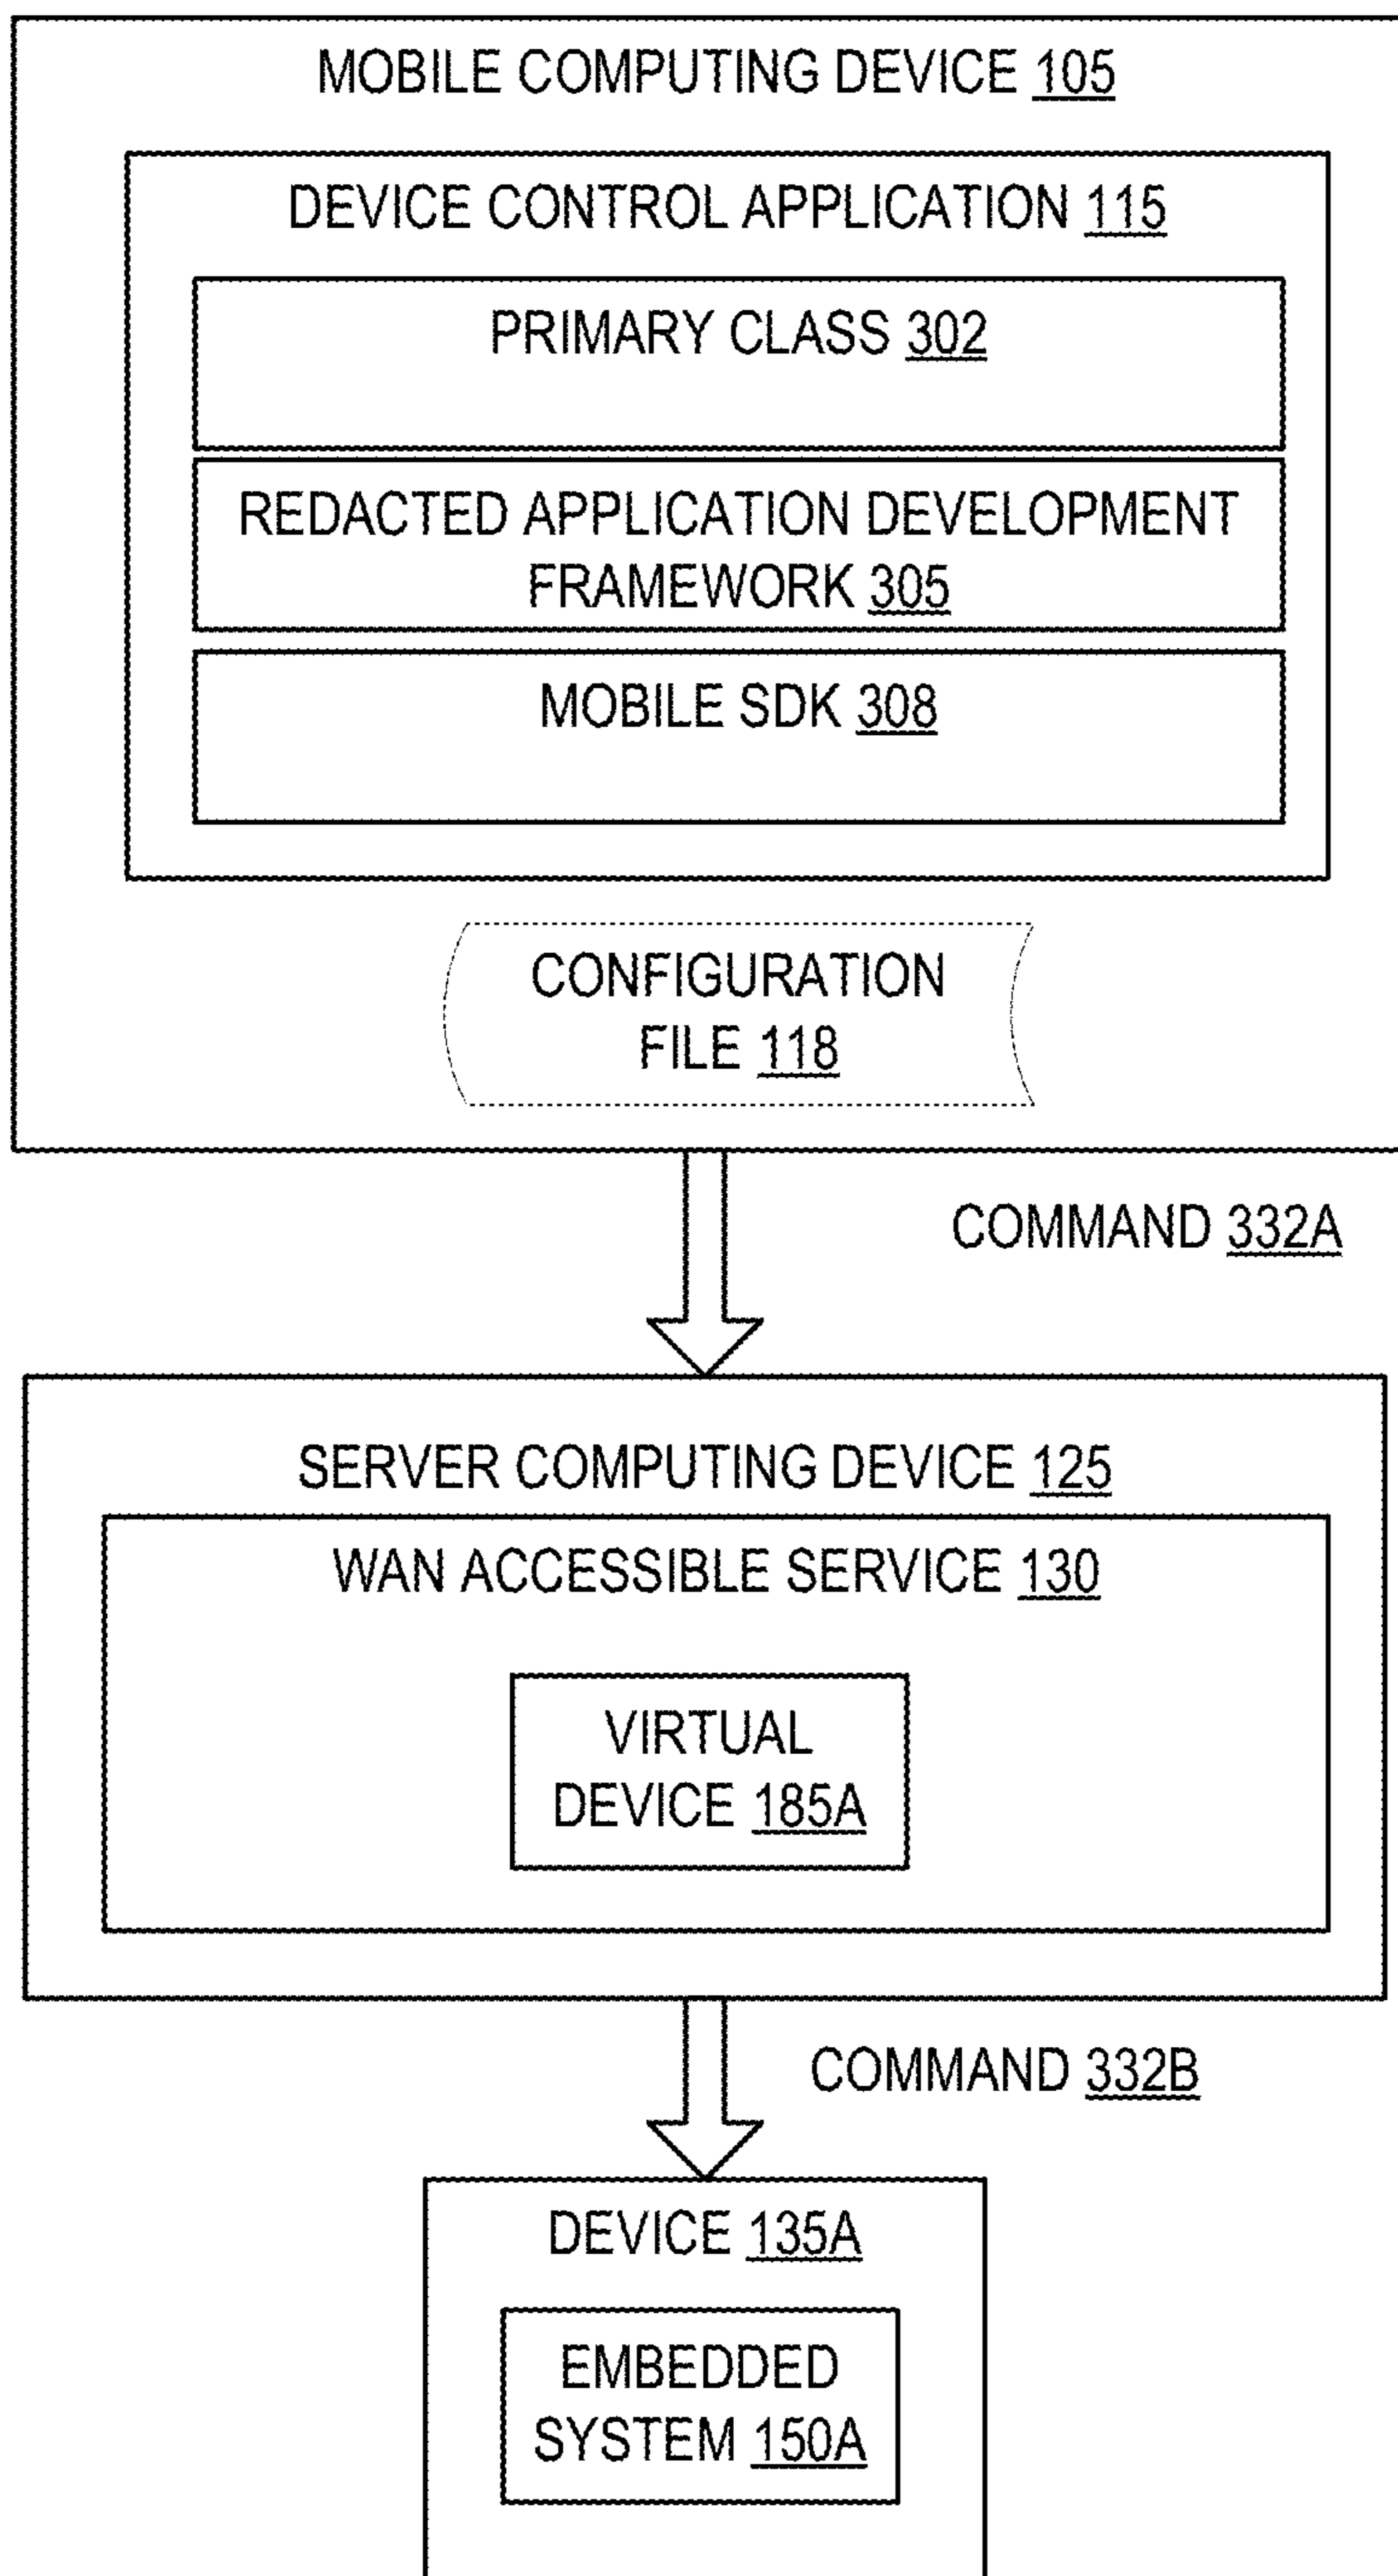 MOBILE COMPUTING DEVICE 105
DEVICE CONTROL APPLICATION 115
PRIMARY CLASS 302
REDACTED APPLICATION DEVELOPMENT
FRAMEWORK 305
MOBILE SDK 308
CONFIGURATION
FILE 118
COMMAND 332A
SERVER COMPUTING DEVICE 125
WAN ACCESSIBLE SERVICE 130
VIRTUAL
DEVICE 185A
COMMAND 332B
DEVICE 135A
EMBEDDED
SYSTEM 150A